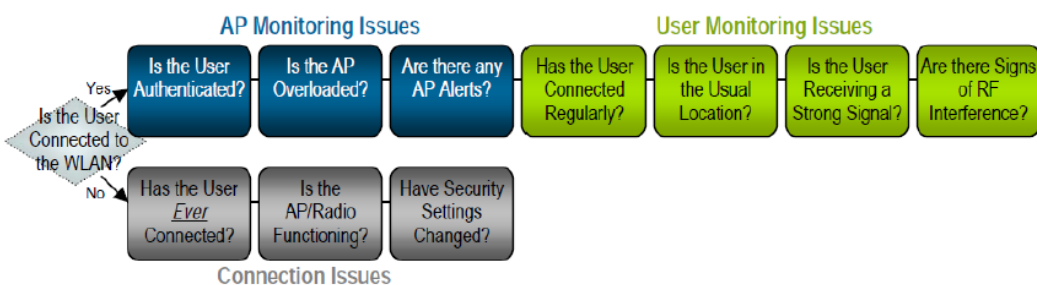 AP Monitoring Issues
User Monitoring Issues
Is the User
Authenticated?
Is the AP
Overloaded?
Are there any
AP Alerts?
Has the User
Connected
Regularly?
Is the User in
the Usual
Location?
Is the User
Receiving a
Strong Signal?
Are there Signs
of RF
Interference?
Yes
Is the User
Connected to
the WLAN?
No
Has the User
Ever
Connected?
Is the
AP/Radio
Functioning?
Have Security
Settings
Changed?
Connection Issues